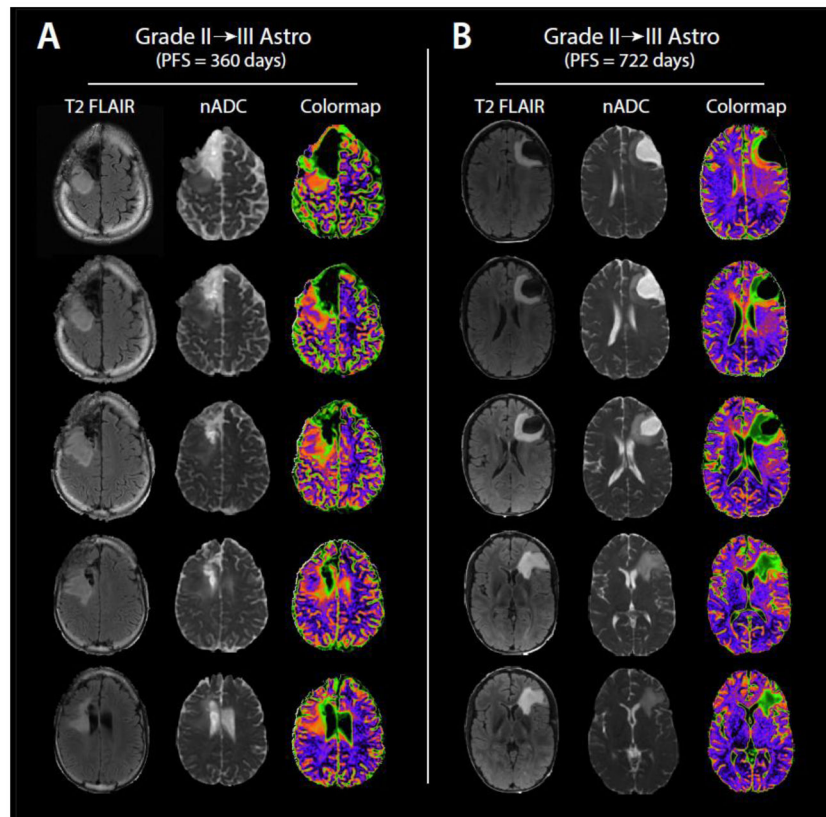 A
Grade II→III Astro
(PFS = 360 days)
T2 FLAIR nADC Colormap
B
Grade II→III Astro
(PFS = 722 days)
T2 FLAIR nADC Colormap